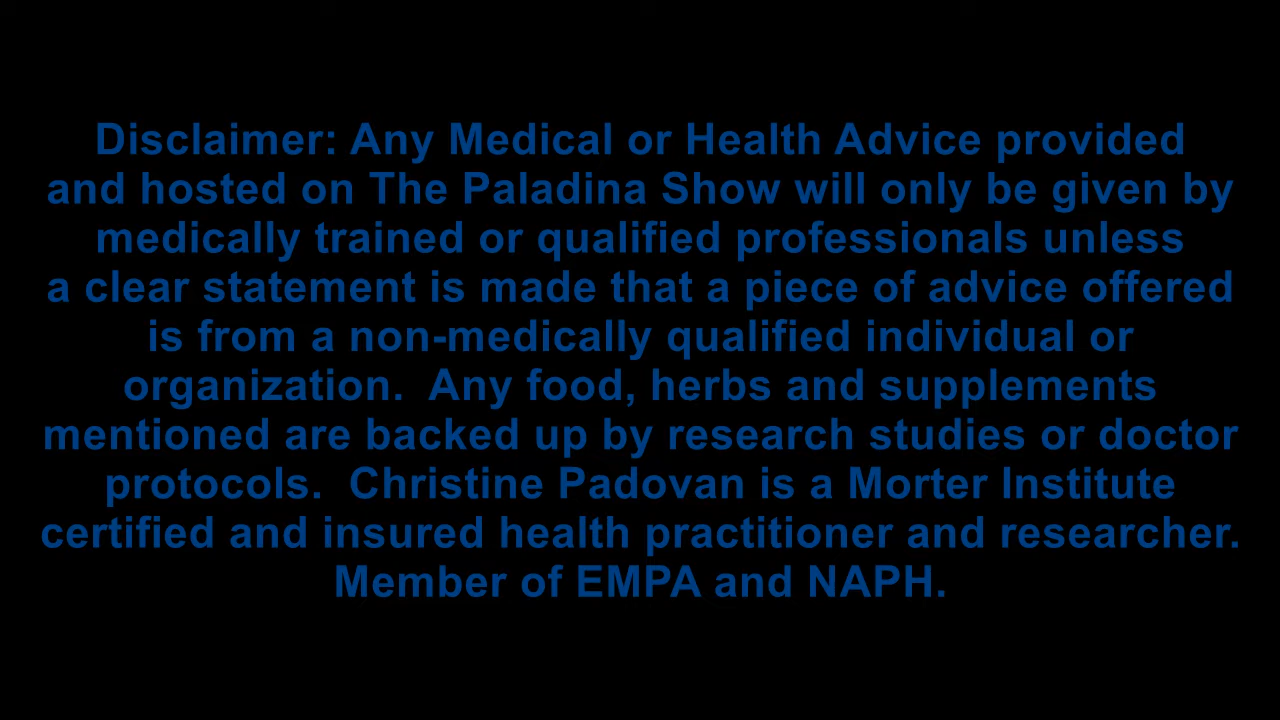 Disclaimer: Any Medical or Health Advice provided
and hosted on The Paladina Show will only be given by
medically trained or qualified professionals unless
a clear statement is made that a piece of advice offered
is from a non-medically qualified individual or
organization.  Any food, herbs and supplements
mentioned are backed up by research studies or doctor
protocols.  Christine Padovan is a Morter Institute
certified and insured health practitioner and researcher.
Member of EMPA and NAPH.